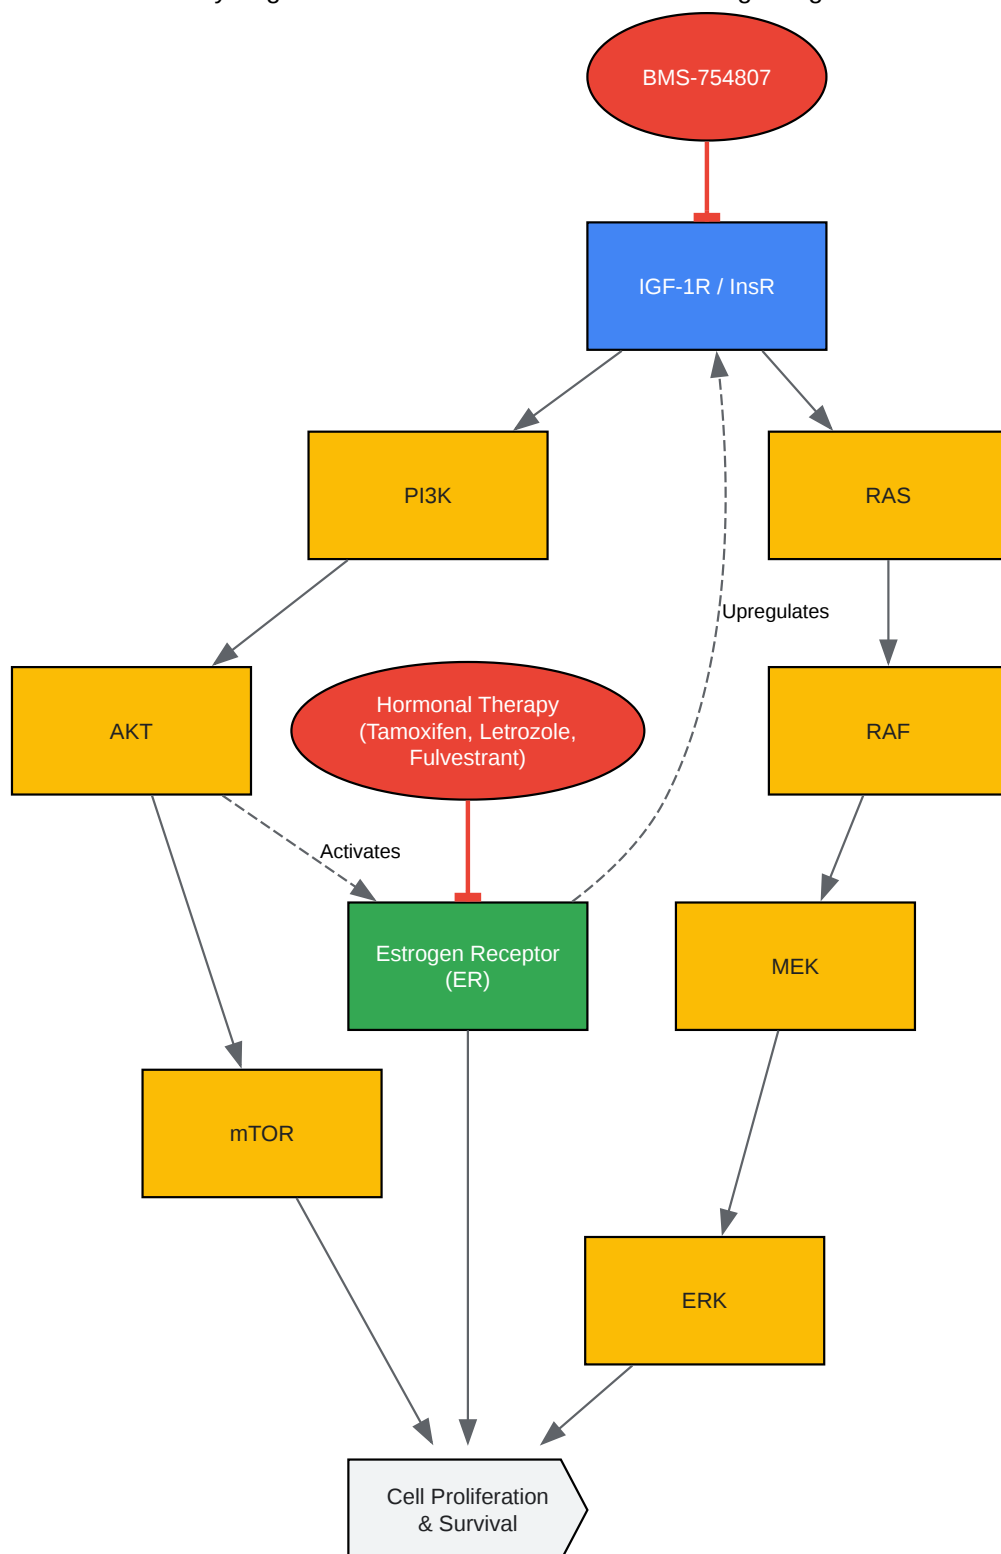 BMS-754807
IGF-1R / InsR
PI3K
RAS
Upregulates
AKT
Hormonal Therapy
(Tamoxifen, Letrozole,
Fulvestrant)
RAF
Activates
Estrogen Receptor
(ER)
MEK
mTOR
ERK
Cell Proliferation
& Survival